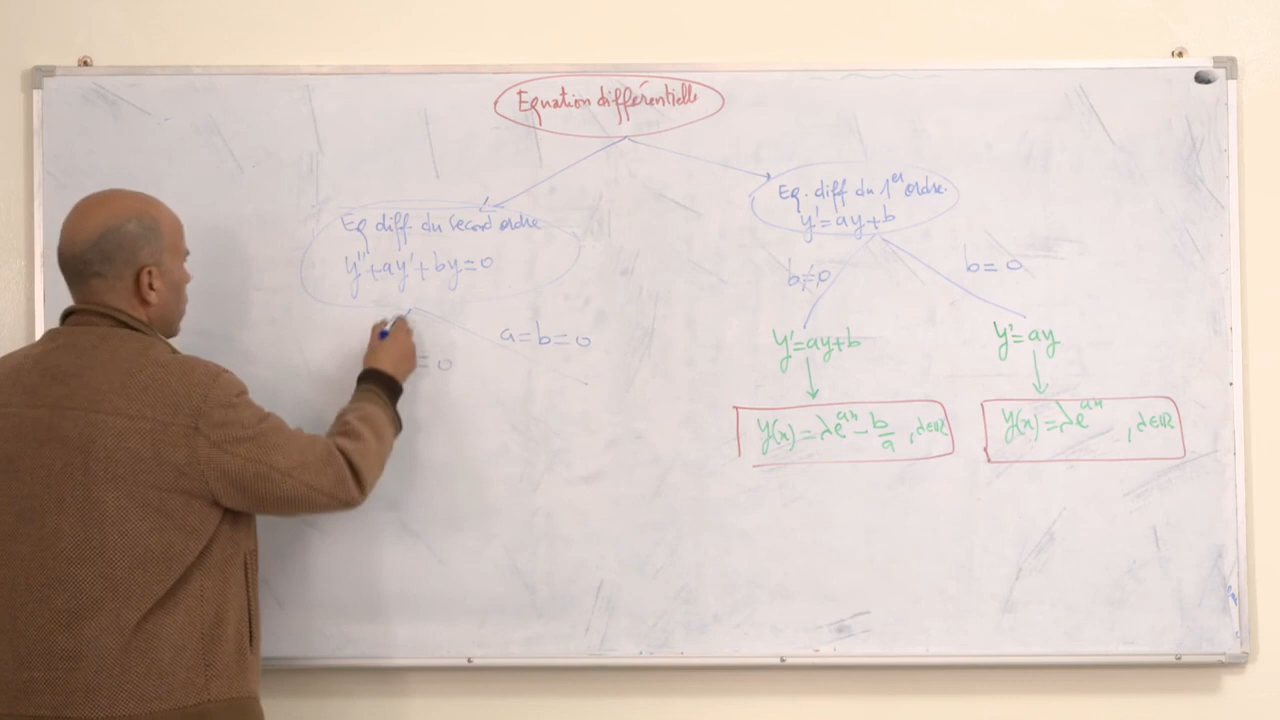 Equation différentielle
Eq diff du second ordre
y''+ay'+by=0
a=b=0
=0
Eq. diff du 1er ordre.
y'=ay+b
b≠0
b=0
y'=ay+b
y'=ay
y(x)=λe^{ax}-b/a, λ∈ℝ
y(x)=λe^{ax}, λ∈ℝ